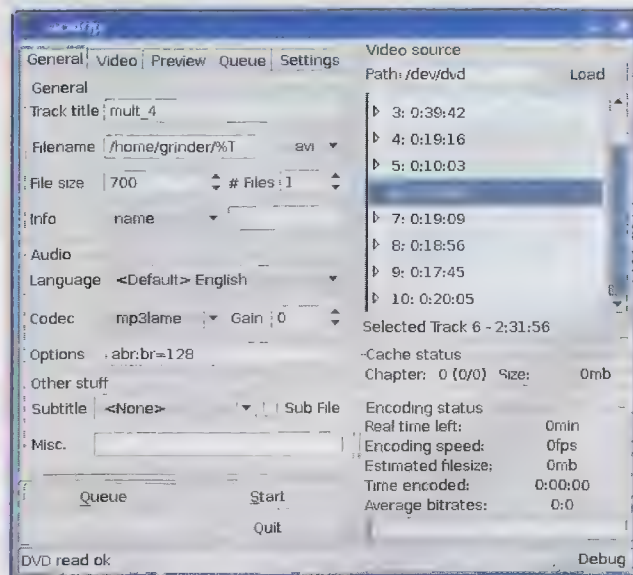 General Video Preview Queue Settings
General
Track title mult_4
Filename /home/grinder/%T avi
File size 700 # Files 1
Info name
Audio
Language <Default> English
Codec mp3lame Gain 0
Options abr:br=128
Other stuff
Subtitle <None> Sub File
Misc.
Queue Start
Quit
DVD read ok
Video source
Path: /dev/dvd Load
3: 0:39:42
4: 0:19:16
5: 0:10:03
7: 0:19:09
8: 0:18:56
9: 0:17:45
10: 0:20:05
Selected Track 6 - 2:31:56
Cache status
Chapter: 0 (0/0) Size: 0mb
Encoding status
Real time left: 0min
Encoding speed: 0fps
Estimated filesize: 0mb
Time encoded: 0:00:00
Average bitrates: 0:0
Debug